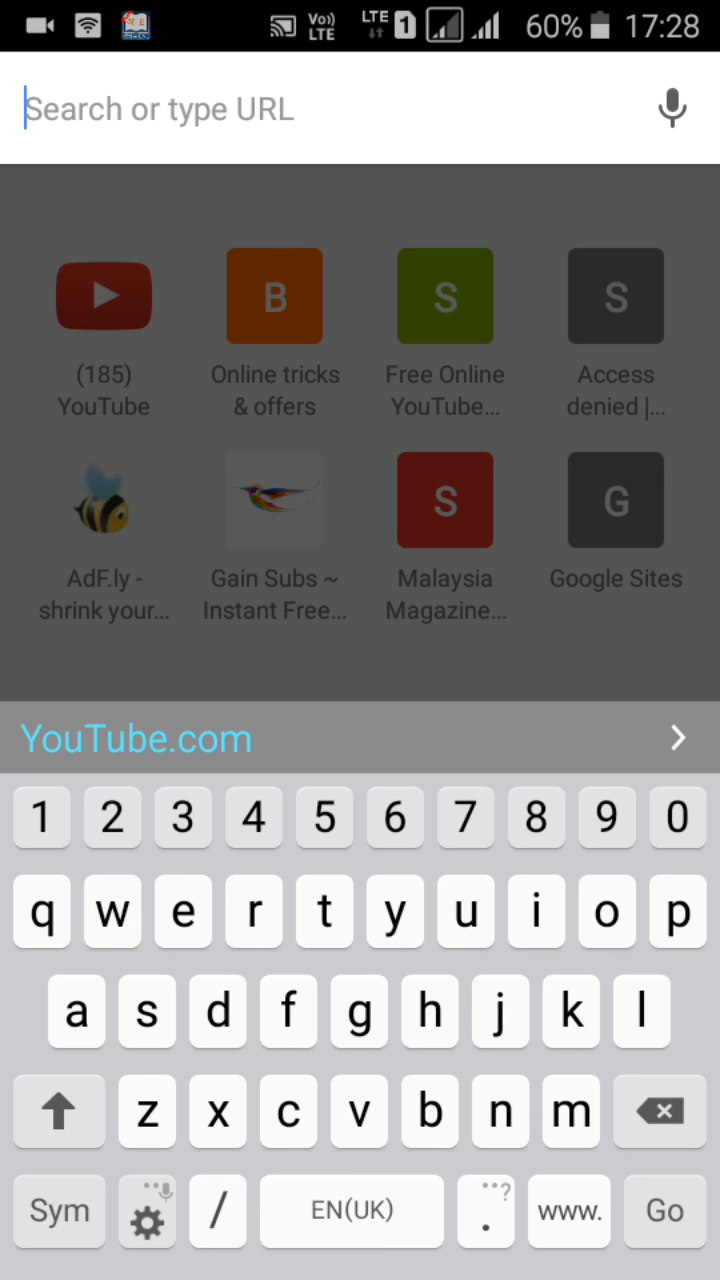 Vo)) LTE LTE 1 60% 17:28
Search or type URL
B S S
(185) Online tricks Free Online Access
YouTube & offers YouTube... denied |...
S G
AdF.ly - Gain Subs ~ Malaysia Google Sites
shrink your... Instant Free... Magazine...
YouTube.com
1 2 3 4 5 6 7 8 9 0
q w e r t y u i o p
a s d f g h j k l
z x c v b n m
Sym / EN(UK) . ? www. Go